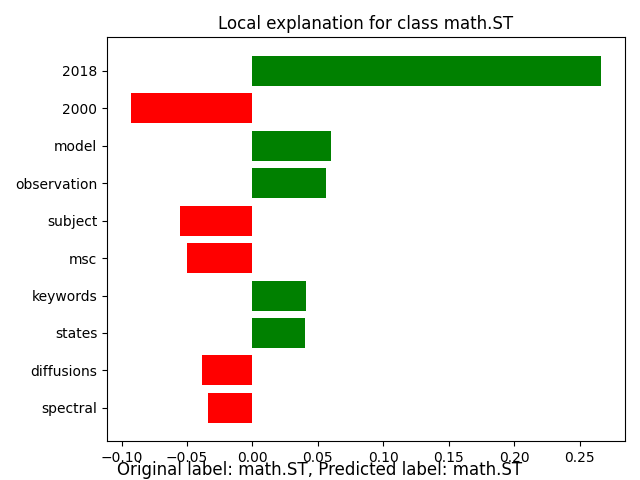 Local explanation for class math.ST
2018
2000
model
observation
subject
msc
keywords
states
diffusions
spectral
−0.10 −0.05 0.00 0.05 0.10 0.15 0.20 0.25
Original label: math.ST, Predicted label: math.ST